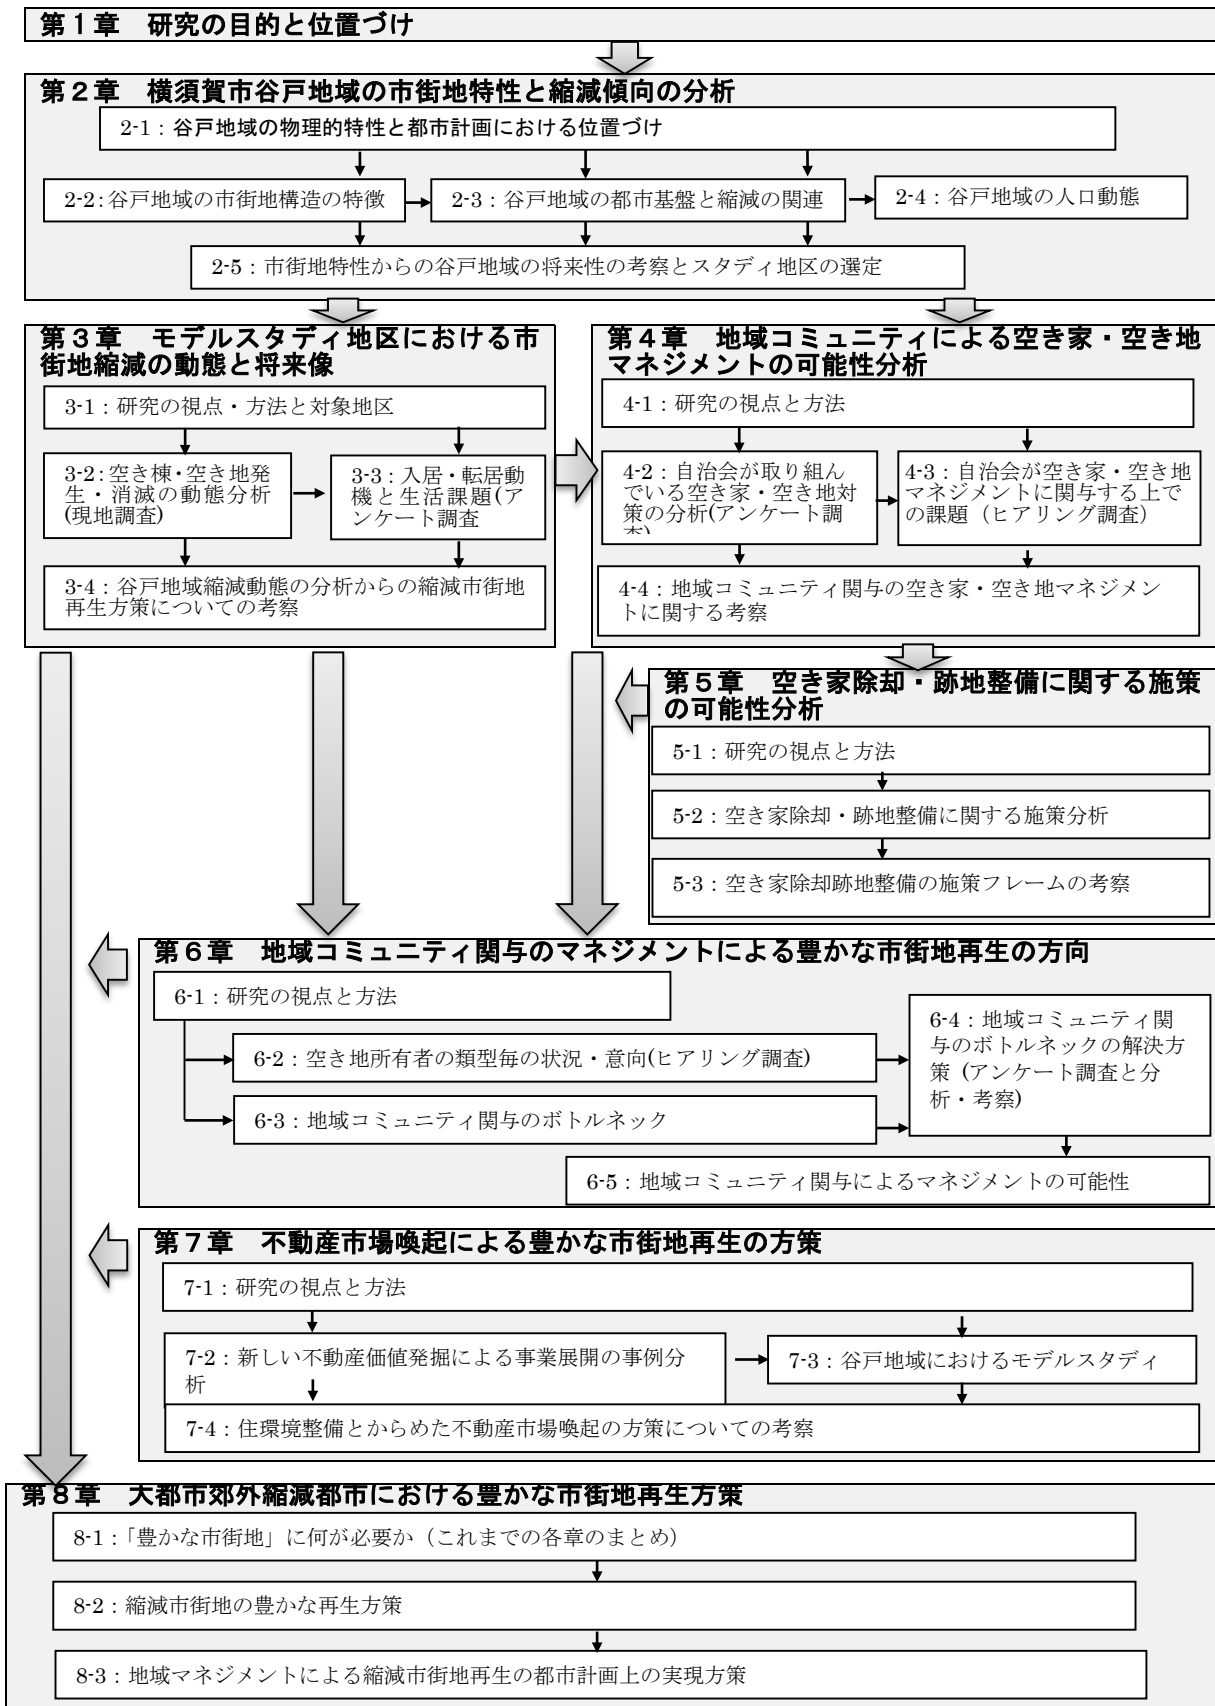 第１章　研究の目的と位置づけ
第２章　横須賀市谷戸地域の市街地特性と縮減傾向の分析
2-1：谷戸地域の物理的特性と都市計画における位置づけ
2-2：谷戸地域の市街地構造の特徴
2-3：谷戸地域の都市基盤と縮減の関連
2-4：谷戸地域の人口動態
2-5：市街地特性からの谷戸地域の将来性の考察とスタディ地区の選定
第３章　モデルスタディ地区における市
街地縮減の動態と将来像
3-1：研究の視点・方法と対象地区
3-2：空き棟・空き地発
生・消滅の動態分析
(現地調査)
3-3：入居・転居動
機と生活課題(ア
ンケート調査
3-4：谷戸地域縮減動態の分析からの縮減市街地
再生方策についての考察
第４章　地域コミュニティによる空き家・空き地
マネジメントの可能性分析
4-1：研究の視点と方法
4-2：自治会が取り組ん
でいる空き家・空き地対
策の分析(アンケート調
査)
4-3：自治会が空き家・空き地
マネジメントに関与する上で
の課題（ヒアリング調査）
4-4：地域コミュニティ関与の空き家・空き地マネジメン
トに関する考察
第５章　空き家除却・跡地整備に関する施策
の可能性分析
5-1：研究の視点と方法
5-2：空き家除却・跡地整備に関する施策分析
5-3：空き家除却跡地整備の施策フレームの考察
第６章　地域コミュニティ関与のマネジメントによる豊かな市街地再生の方向
6-1：研究の視点と方法
6-2：空き地所有者の類型毎の状況・意向(ヒアリング調査)
6-3：地域コミュニティ関与のボトルネック
6-4：地域コミュニティ関
与のボトルネックの解決方
策（アンケート調査と分
析・考察)
6-5：地域コミュニティ関与によるマネジメントの可能性
第７章　不動産市場喚起による豊かな市街地再生の方策
7-1：研究の視点と方法
7-2：新しい不動産価値発掘による事業展開の事例分
析
7-3：谷戸地域におけるモデルスタディ
7-4：住環境整備とからめた不動産市場喚起の方策についての考察
第８章　大都市郊外縮減都市における豊かな市街地再生方策
8-1：「豊かな市街地」に何が必要か（これまでの各章のまとめ）
8-2：縮減市街地の豊かな再生方策
8-3：地域マネジメントによる縮減市街地再生の都市計画上の実現方策